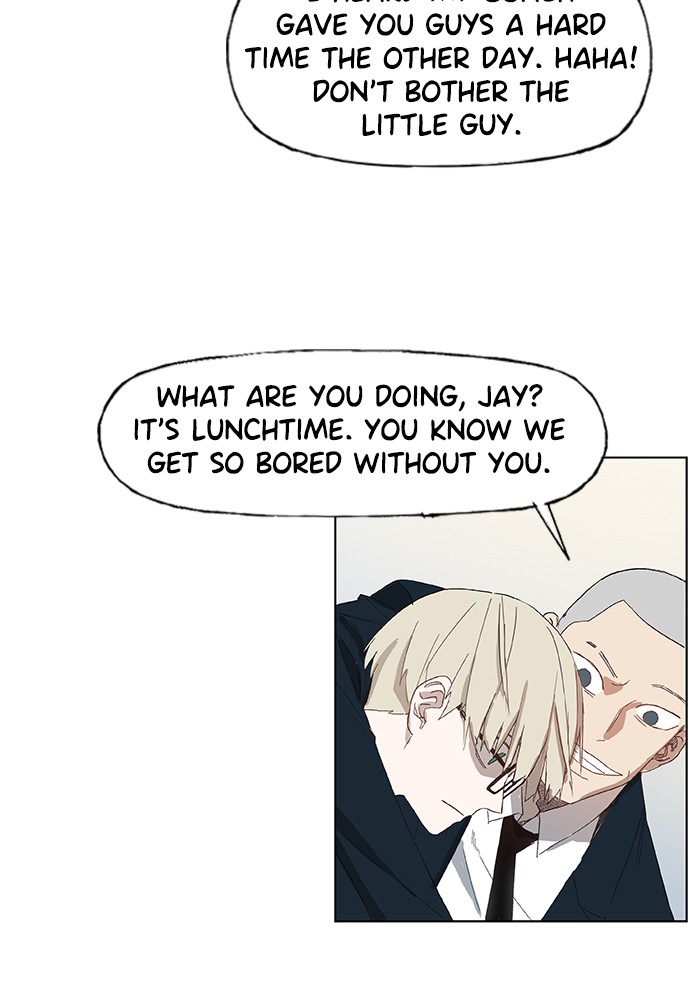 GAVE YOU GUYS A HARD
TIME THE OTHER DAY. HAHA!
DON'T BOTHER THE
LITTLE GUY.
WHAT ARE YOU DOING, JAY?
IT'S LUNCHTIME. YOU KNOW WE
GET SO BORED WITHOUT YOU.